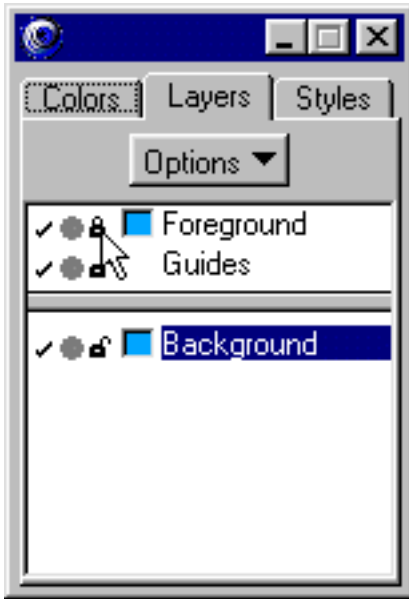 Colors Layers Styles
Options
Foreground
Guides
Background